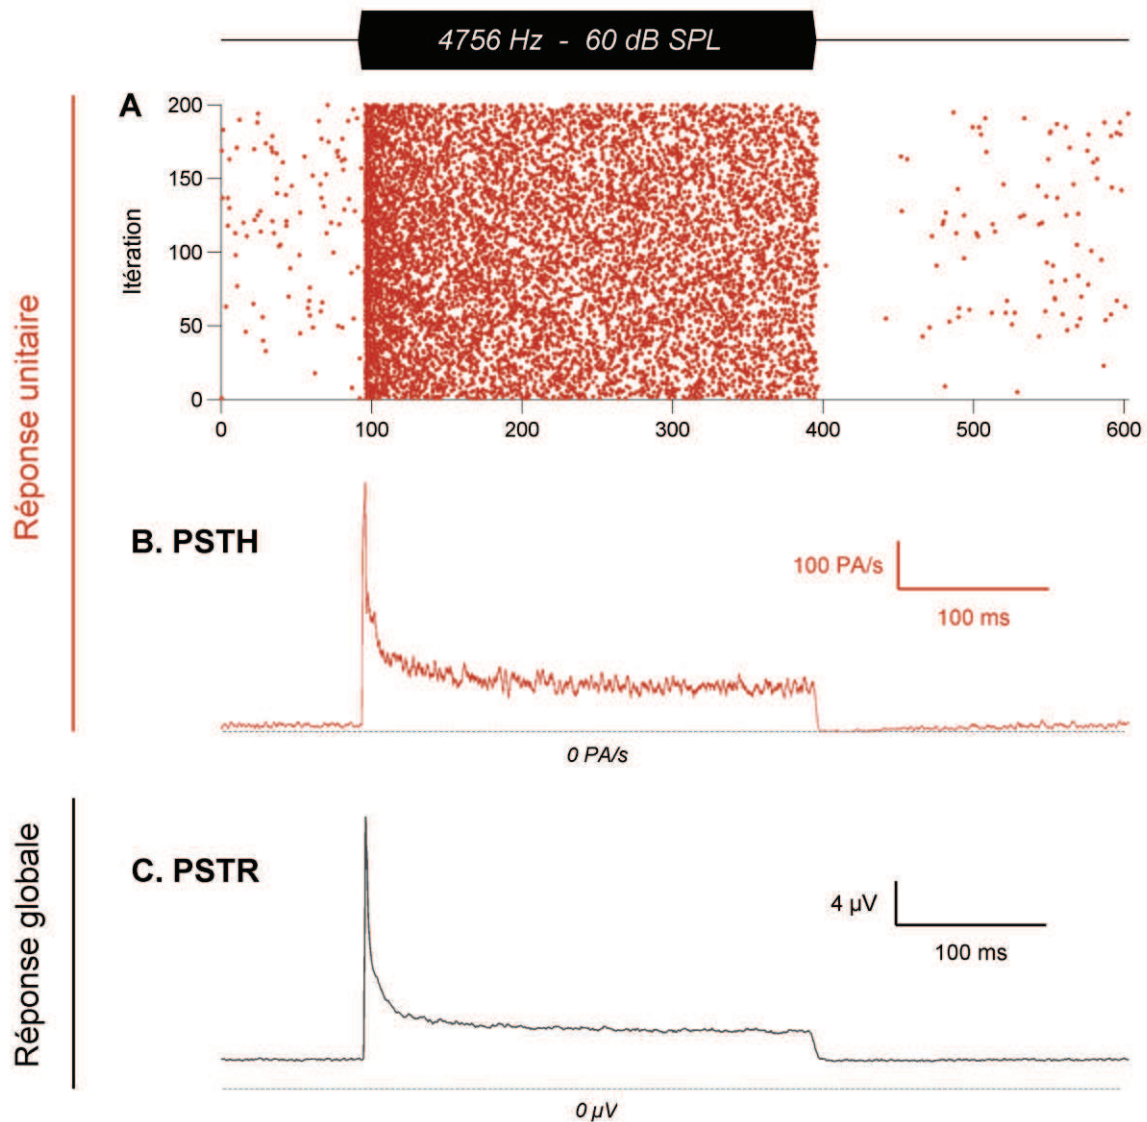 4756 Hz - 60 dB SPL
A
200
150
100
50
0
Itération
0 100 200 300 400 500 600
Réponse unitaire
B. PSTH
100 PA/s
100 ms
0 PA/s
Réponse globale
C. PSTR
4 µV
100 ms
0 µV